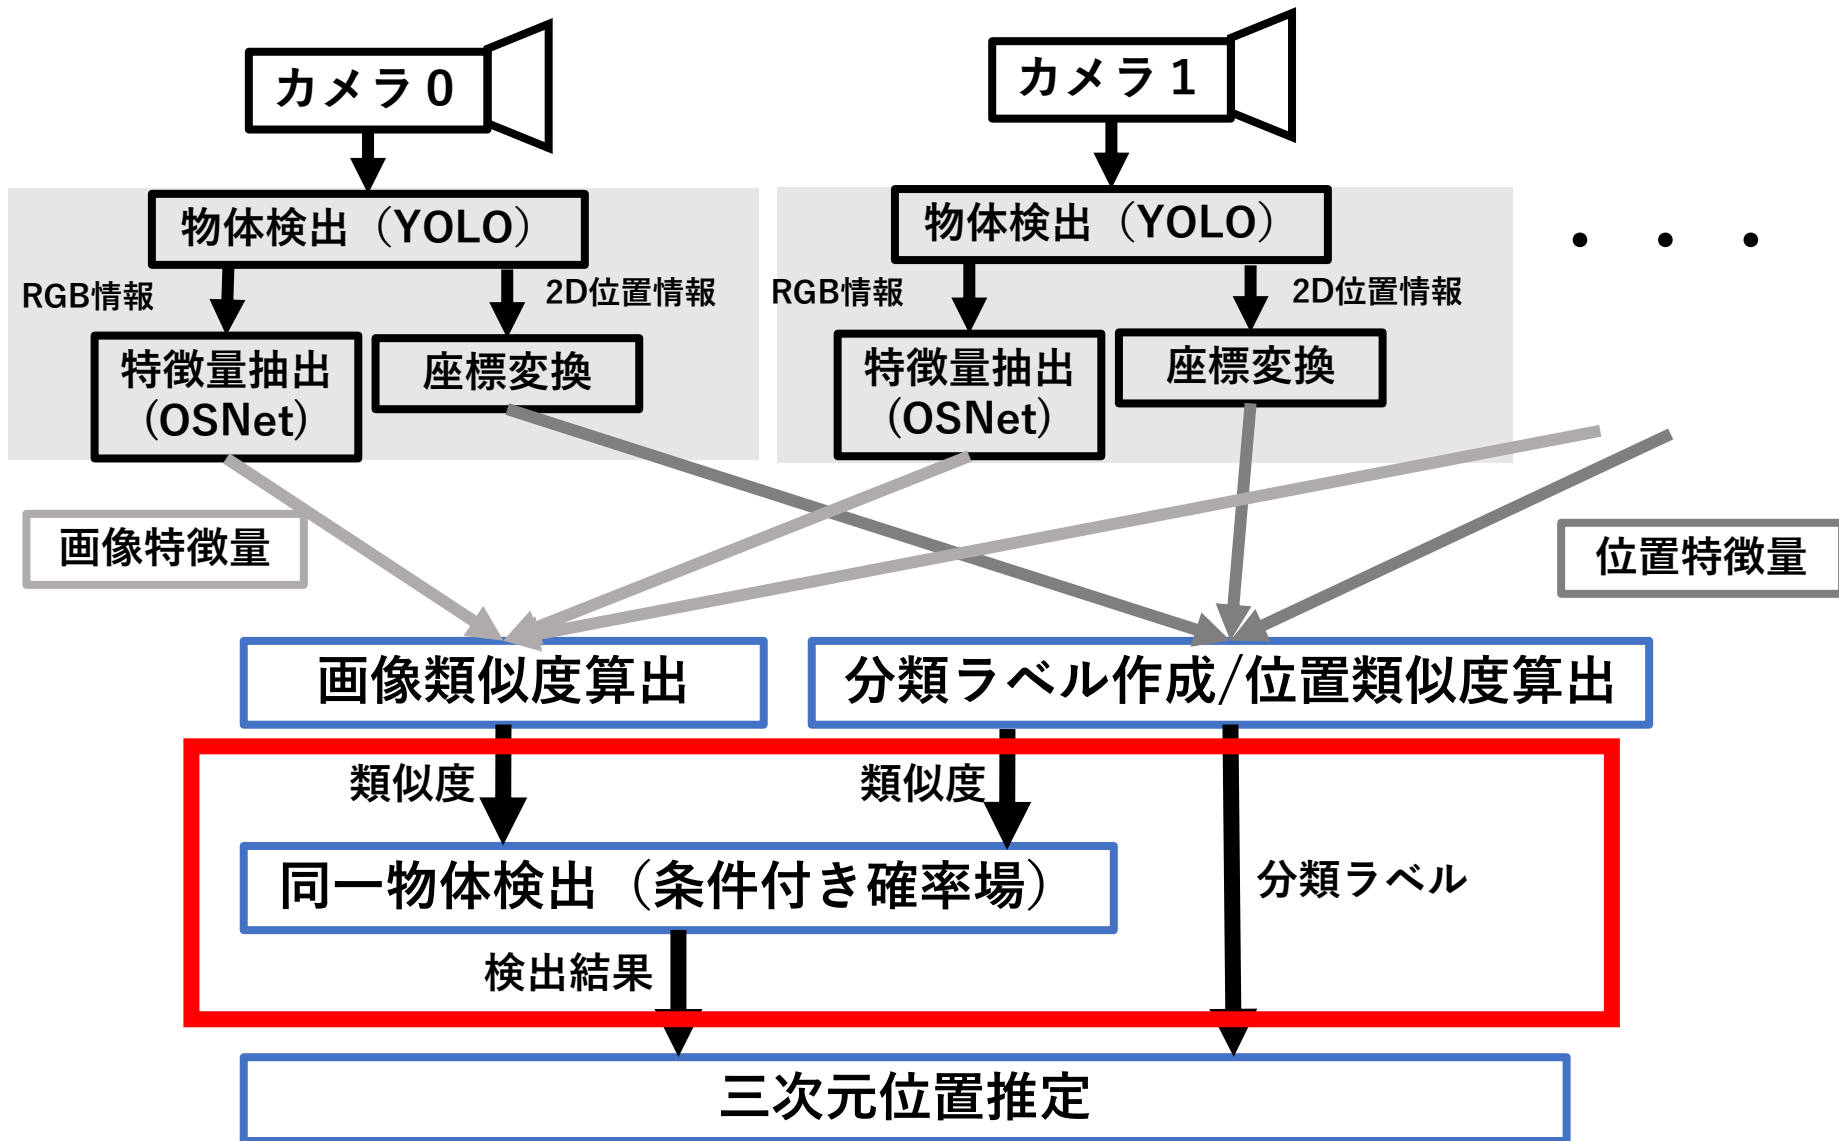 カメラ０
カメラ１
物体検出（YOLO）
物体検出（YOLO）
・・・
RGB情報
2D位置情報
RGB情報
2D位置情報
特徴量抽出
(OSNet)
座標変換
特徴量抽出
(OSNet)
座標変換
画像特徴量
位置特徴量
画像類似度算出
分類ラベル作成/位置類似度算出
類似度
類似度
同一物体検出（条件付き確率場）
分類ラベル
検出結果
三次元位置推定